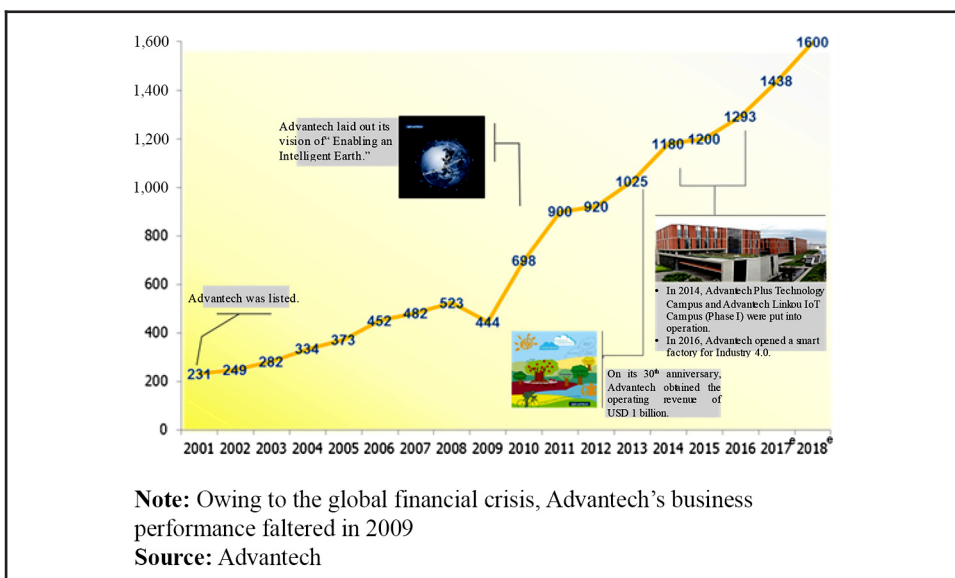 1,600
1,400
1,200
1,000
800
600
400
200
0
231
249
282
334
373
452
482
523
444
698
900
920
1025
1180
1200
1293
1438
1600
Advantech was listed.
Advantech laid out its
vision of“ Enabling an
Intelligent Earth.”
ADVANTECH
On its 30th anniversary,
Advantech obtained the
operating revenue of
USD 1 billion.
• In 2014, Advantech Plus Technology
Campus and Advantech Linkou IoT
Campus (Phase I) were put into
operation.
• In 2016, Advantech opened a smart
factory for Industry 4.0.
2001 2002 2003 2004 2005 2006 2007 2008 2009 2010 2011 2012 2013 2014 2015 2016 2017e 2018e
Note: Owing to the global financial crisis, Advantech’s business
performance faltered in 2009
Source: Advantech